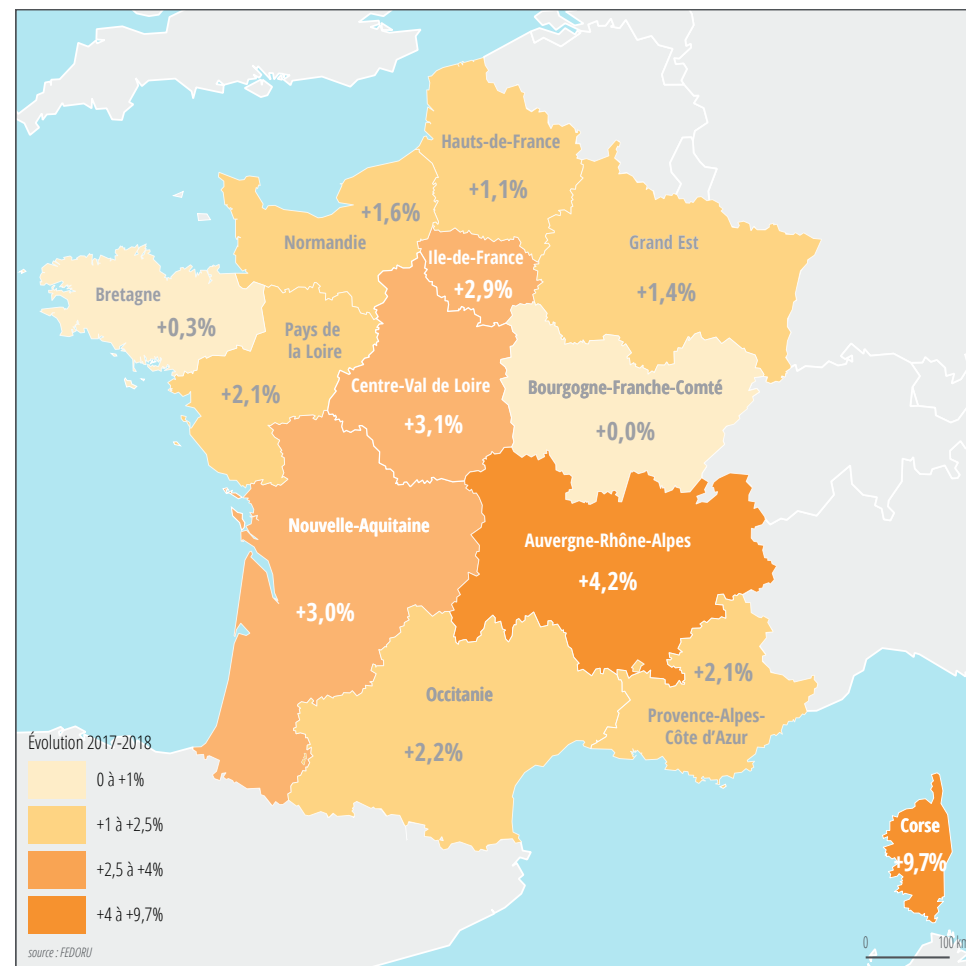 Hauts-de-France
+1,1%
+1,6%
Normandie
Grand Est
+1,4%
Ile-de-France
+2,9%
Bretagne
+0,3%
Pays de
la Loire
+2,1%
Centre-Val de Loire
+3,1%
Bourgogne-Franche-Comté
+0,0%
Nouvelle-Aquitaine
+3,0%
Auvergne-Rhône-Alpes
+4,2%
Occitanie
+2,2%
+2,1%
Provence-Alpes-
Côte d'Azur
Corse
+9,7%
Évolution 2017-2018
0 à +1%
+1 à +2,5%
+2,5 à +4%
+4 à +9,7%
source : FEDORU
0 100 km